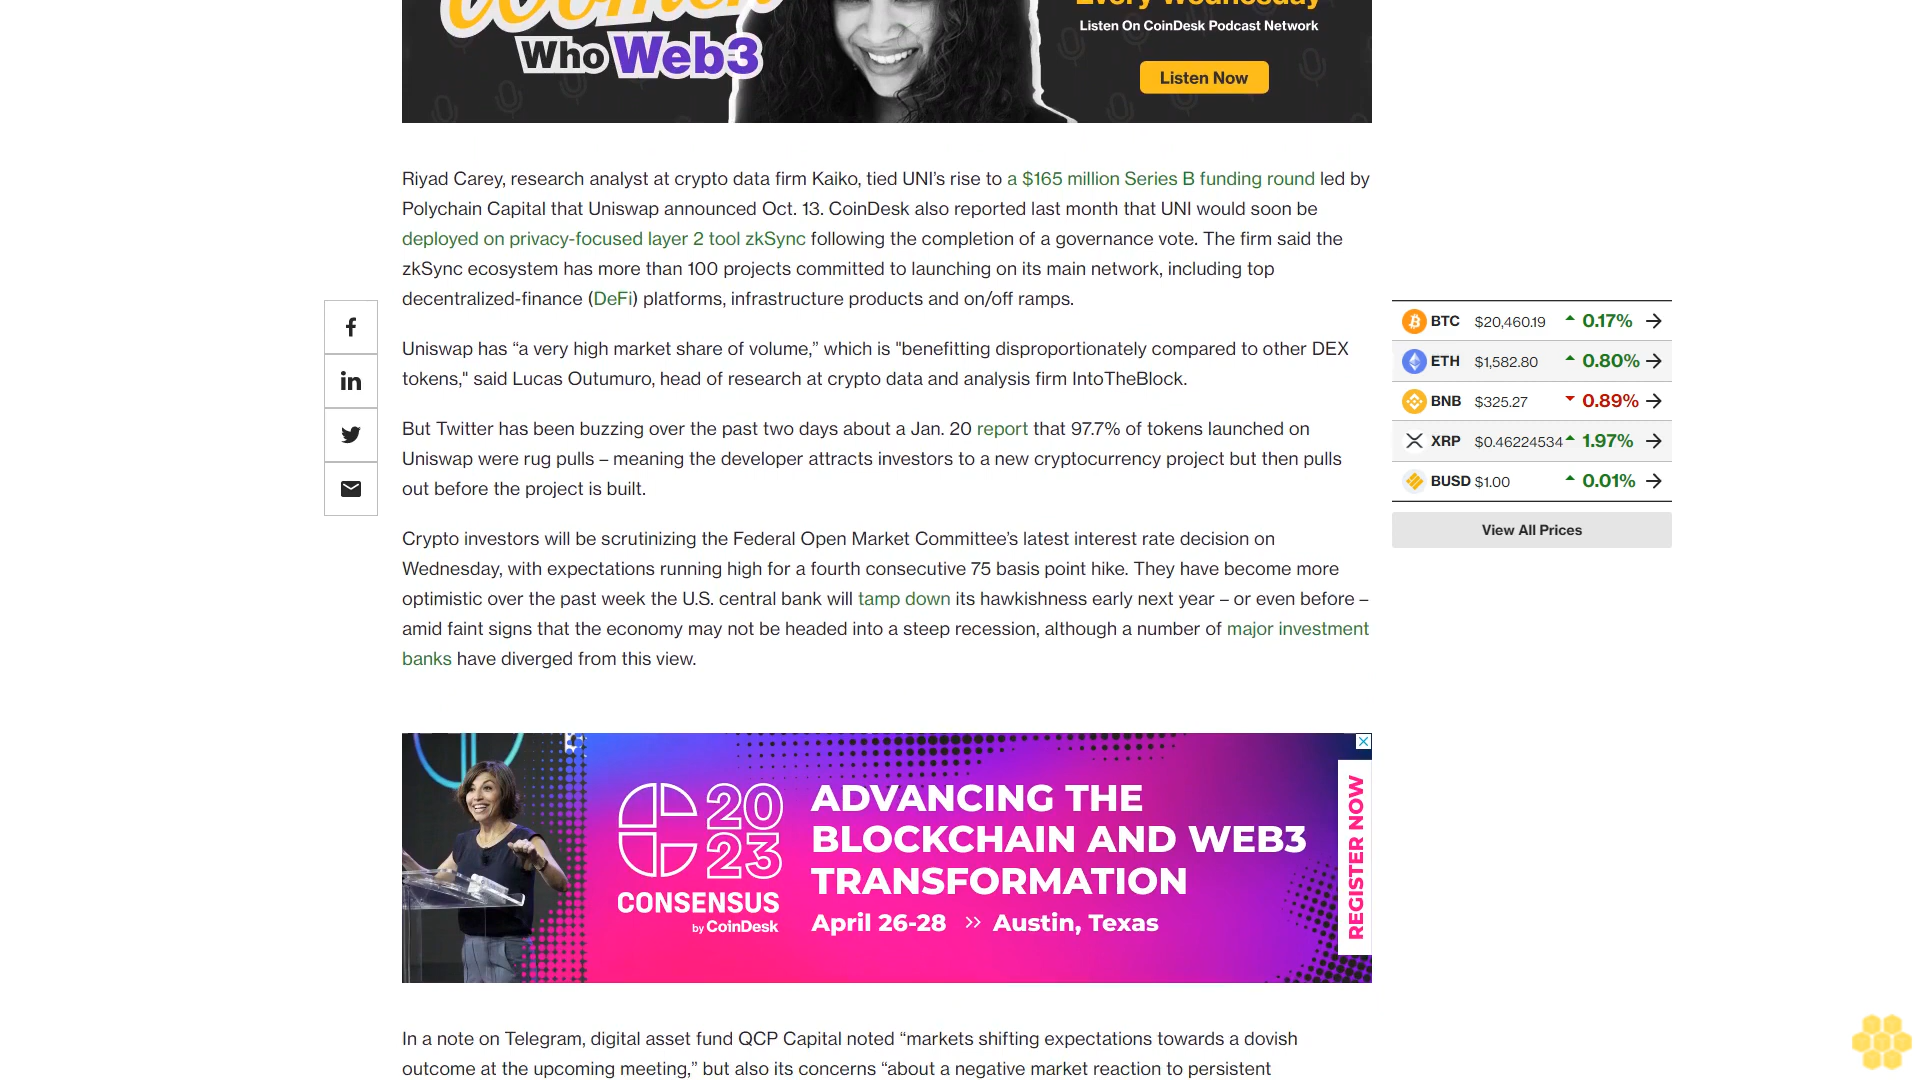 Women
Who Web3
Every Wednesday
Listen On CoinDesk Podcast Network
Listen Now
Riyad Carey, research analyst at crypto data firm Kaiko, tied UNI’s rise to a $165 million Series B funding round led by
Polychain Capital that Uniswap announced Oct. 13. CoinDesk also reported last month that UNI would soon be
deployed on privacy-focused layer 2 tool zkSync following the completion of a governance vote. The firm said the
zkSync ecosystem has more than 100 projects committed to launching on its main network, including top
decentralized-finance (DeFi) platforms, infrastructure products and on/off ramps.
Uniswap has “a very high market share of volume,” which is "benefitting disproportionately compared to other DEX
tokens," said Lucas Outumuro, head of research at crypto data and analysis firm IntoTheBlock.
But Twitter has been buzzing over the past two days about a Jan. 20 report that 97.7% of tokens launched on
Uniswap were rug pulls – meaning the developer attracts investors to a new cryptocurrency project but then pulls
out before the project is built.
Crypto investors will be scrutinizing the Federal Open Market Committee’s latest interest rate decision on
Wednesday, with expectations running high for a fourth consecutive 75 basis point hike. They have become more
optimistic over the past week the U.S. central bank will tamp down its hawkishness early next year – or even before –
amid faint signs that the economy may not be headed into a steep recession, although a number of major investment
banks have diverged from this view.
BTC $20,460.19 0.17%
ETH $1,582.80 0.80%
BNB $325.27 0.89%
XRP $0.46224534 1.97%
BUSD $1.00 0.01%
View All Prices
2023
CONSENSUS
by CoinDesk
ADVANCING THE
BLOCKCHAIN AND WEB3
TRANSFORMATION
April 26-28 » Austin, Texas
REGISTER NOW
In a note on Telegram, digital asset fund QCP Capital noted “markets shifting expectations towards a dovish
outcome at the upcoming meeting,” but also its concerns “about a negative market reaction to persistent